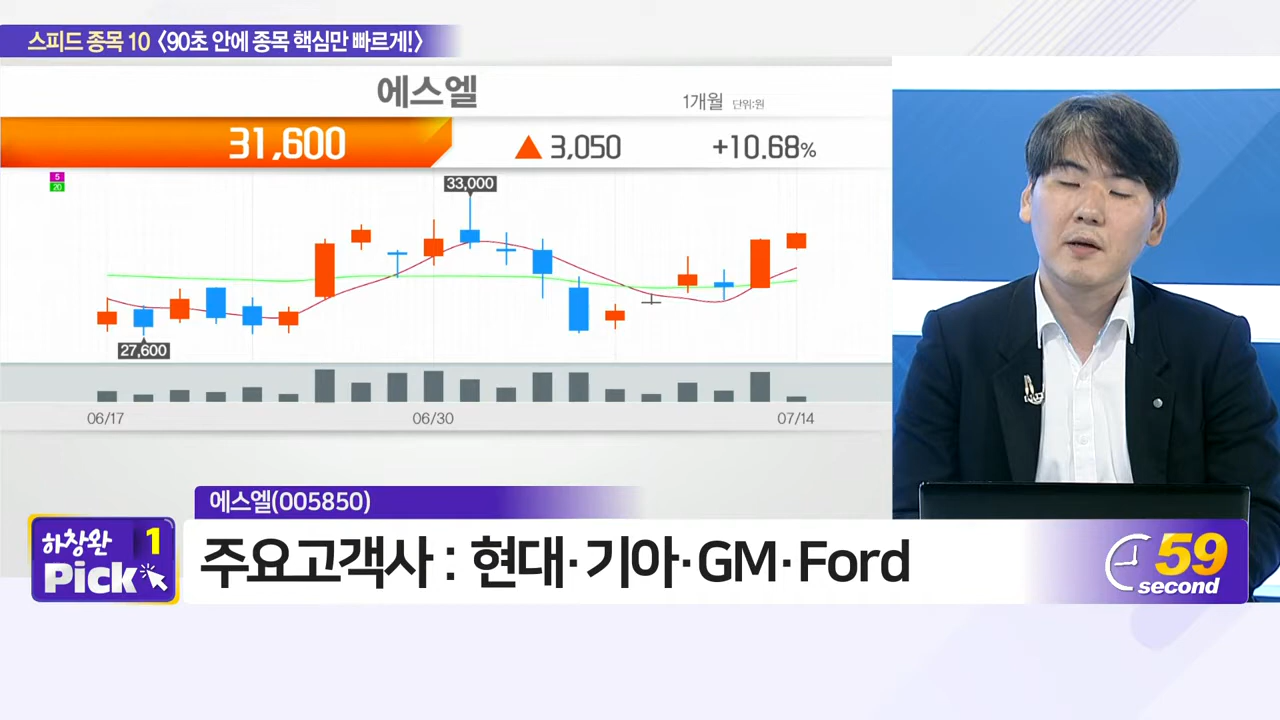 스피드 종목 10 〈90초 안에 종목 핵심만 빠르게!〉
에스엘
1개월 단위:원
31,600 ▲ 3,050 +10.68%
5
20
33,000
27,600
06/17 06/30 07/14
에스엘(005850)
하창완 1
Pick
주요고객사 : 현대·기아·GM·Ford
59
second